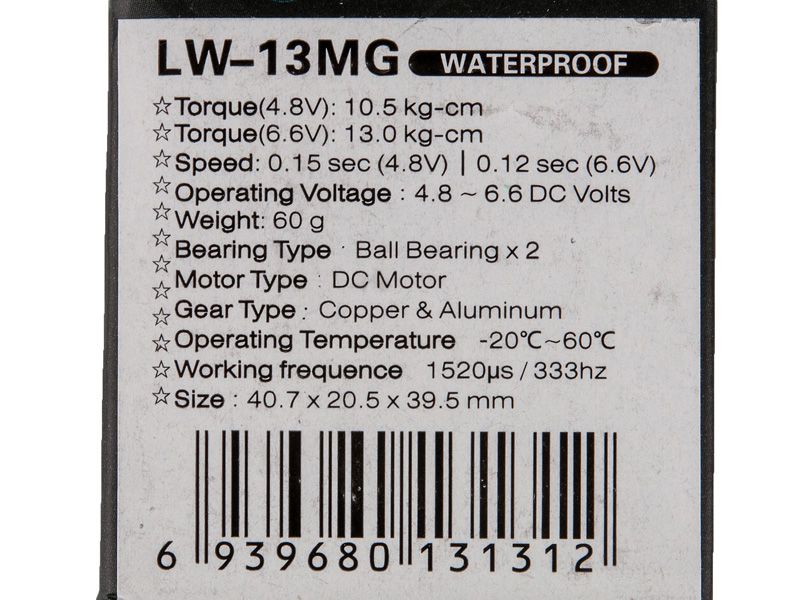 LW-13MG WATERPROOF
☆Torque(4.8V): 10.5 kg-cm
☆Torque(6.6V): 13.0 kg-cm
☆Speed: 0.15 sec (4.8V) | 0.12 sec (6.6V)
☆Operating Voltage : 4.8 ~ 6.6 DC Volts
☆Weight: 60 g
☆Bearing Type : Ball Bearing x 2
☆Motor Type : DC Motor
☆Gear Type : Copper & Aluminum
☆Operating Temperature -20℃~60℃
☆Working frequence 1520µs / 333hz
☆Size : 40.7 x 20.5 x 39.5 mm
6 939680 131312